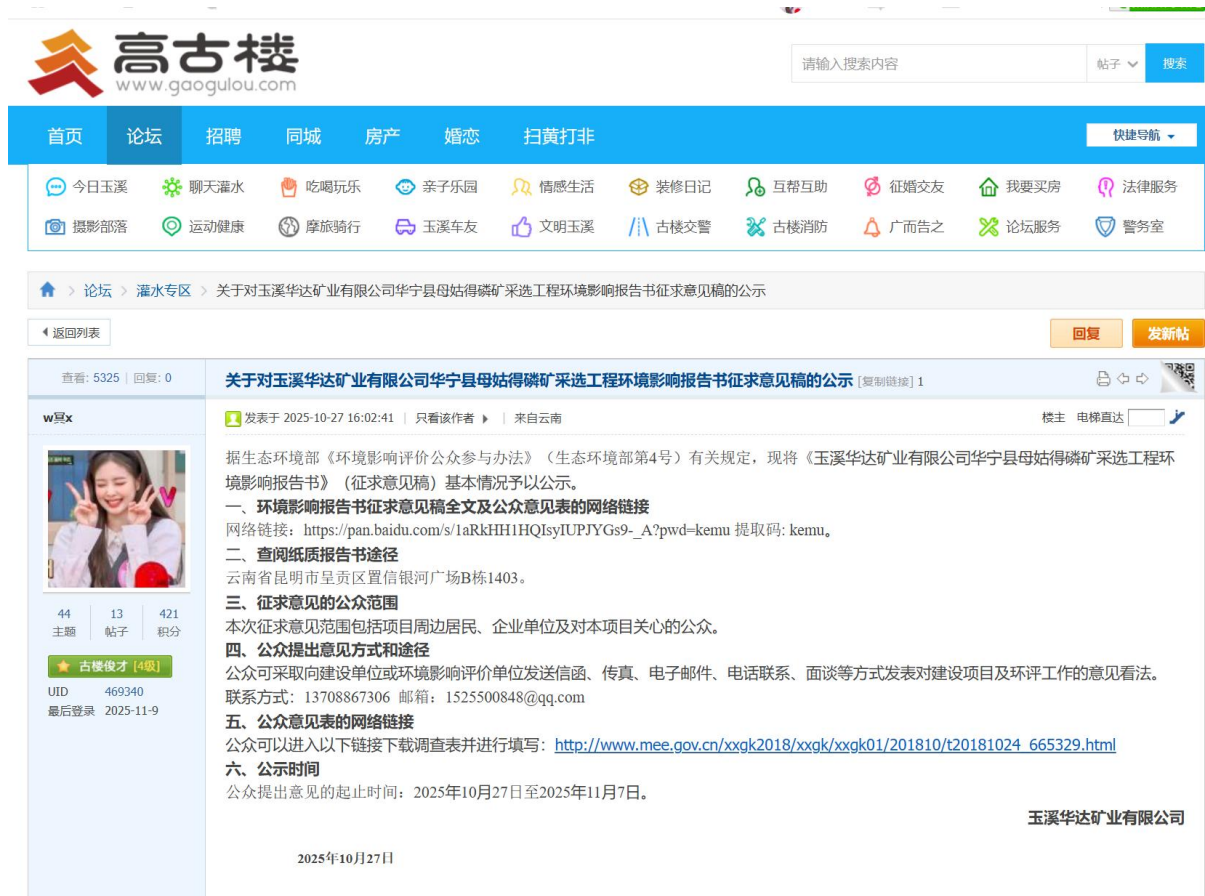 高古楼
www.gaogulou.com
请输入搜索内容
帖子
搜索
首页 论坛 招聘 同城 房产 婚恋 扫黄打非
快捷导航
今日玉溪 聊天灌水 吃喝玩乐 亲子乐园 情感生活 装修日记 互帮互助 征婚交友 我要买房 法律服务
摄影部落 运动健康 摩旅骑行 玉溪车友 文明玉溪 古楼交警 古楼消防 广而告之 论坛服务 警务室
论坛 > 灌水专区 > 关于对玉溪华达矿业有限公司华宁县母姑得磷矿采选工程环境影响报告书征求意见稿的公示
返回列表
回复 发新帖
查看: 5325 | 回复: 0
关于对玉溪华达矿业有限公司华宁县母姑得磷矿采选工程环境影响报告书征求意见稿的公示 [复制链接] 1
w冥x
发表于 2025-10-27 16:02:41 | 只看该作者 | 来自云南
楼主 电梯直达
44 13 421
主题 帖子 积分
古楼俊才 [4级]
UID 469340
最后登录 2025-11-9
据生态环境部《环境影响评价公众参与办法》（生态环境部第4号）有关规定，现将《玉溪华达矿业有限公司华宁县母姑得磷矿采选工程环
境影响报告书》（征求意见稿）基本情况予以公示。
一、环境影响报告书征求意见稿全文及公众意见表的网络链接
网络链接：https://pan.baidu.com/s/1aRkHH1HQIsyIUPJYGs9-_A?pwd=kemu 提取码: kemu。
二、查阅纸质报告书途径
云南省昆明市呈贡区置信银河广场B栋1403。
三、征求意见的公众范围
本次征求意见范围包括项目周边居民、企业单位及对本项目关心的公众。
四、公众提出意见方式和途径
公众可采取向建设单位或环境影响评价单位发送信函、传真、电子邮件、电话联系、面谈等方式发表对建设项目及环评工作的意见看法。
联系方式：13708867306 邮箱：1525500848@qq.com
五、公众意见表的网络链接
公众可以进入以下链接下载调查表并进行填写：http://www.mee.gov.cn/xxgk2018/xxgk/xxgk01/201810/t20181024_665329.html
六、公示时间
公众提出意见的起止时间：2025年10月27日至2025年11月7日。
玉溪华达矿业有限公司
2025年10月27日